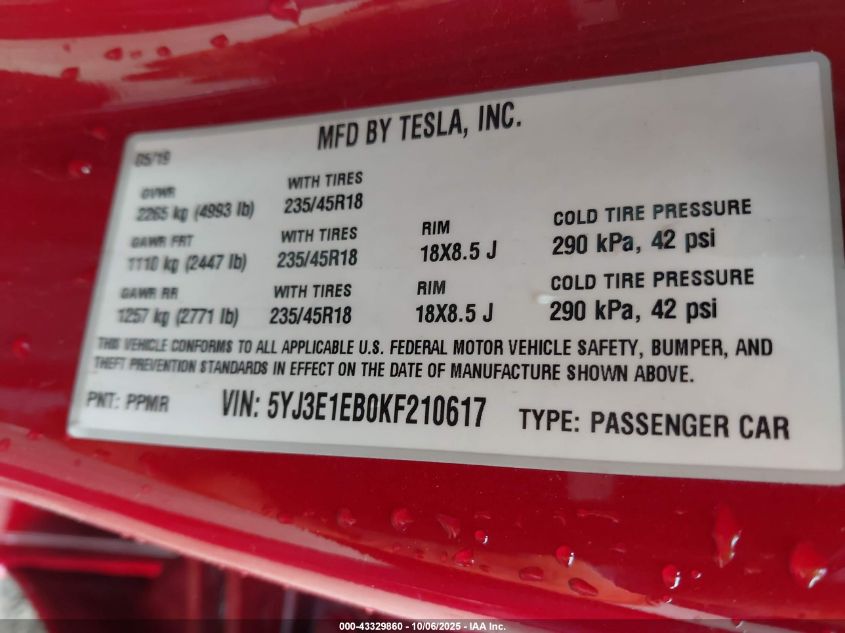 MFD BY TESLA, INC.
05/19
GVWR
2265 kg (4993 lb)
WITH TIRES
235/45R18
GAWR FRT
1110 kg (2447 lb)
WITH TIRES
235/45R18
RIM
18X8.5 J
COLD TIRE PRESSURE
290 kPa, 42 psi
GAWR RR
1257 kg (2771 lb)
WITH TIRES
235/45R18
RIM
18X8.5 J
COLD TIRE PRESSURE
290 kPa, 42 psi
THIS VEHICLE CONFORMS TO ALL APPLICABLE U.S. FEDERAL MOTOR VEHICLE SAFETY, BUMPER, AND
THEFT PREVENTION STANDARDS IN EFFECT ON THE DATE OF MANUFACTURE SHOWN ABOVE.
PNT: PPMR VIN: 5YJ3E1EB0KF210617 TYPE: PASSENGER CAR
000-43329860 - 10/06/2025 - IAA Inc.